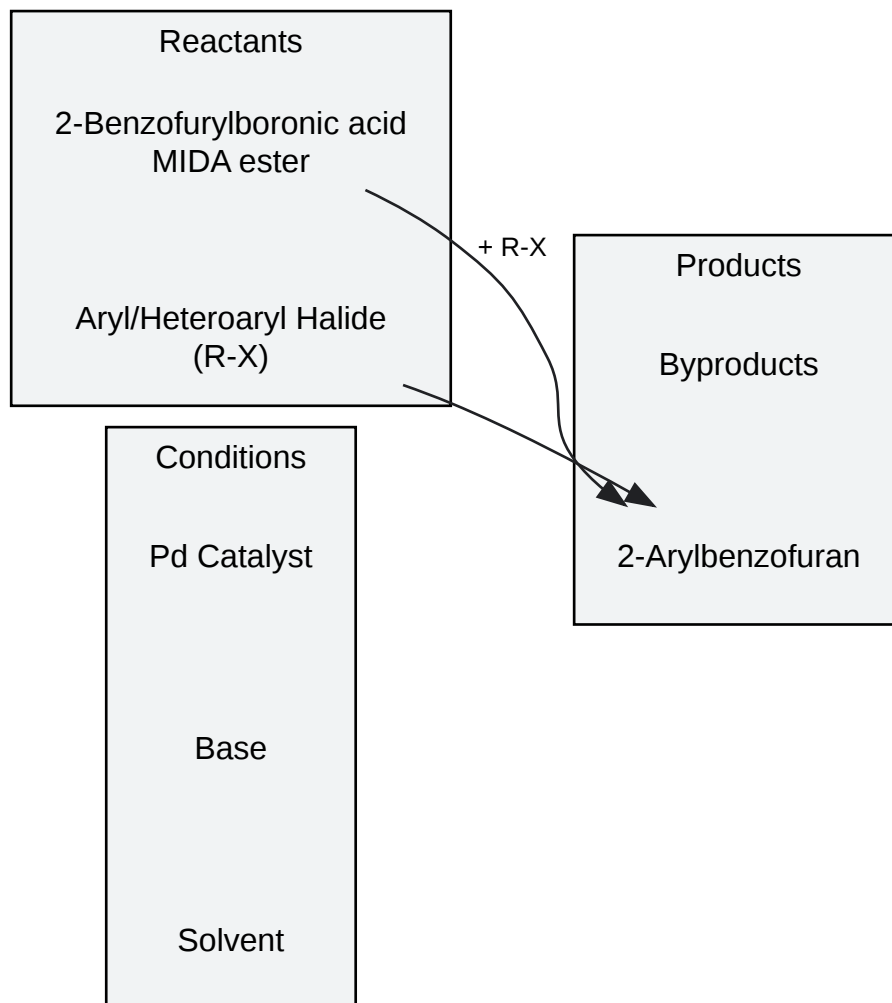 Reactants
2-Benzofurylboronic acid
MIDA ester
Aryl/Heteroaryl Halide
(R-X)
+ R-X
Products
Byproducts
2-Arylbenzofuran
Conditions
Pd Catalyst
Base
Solvent